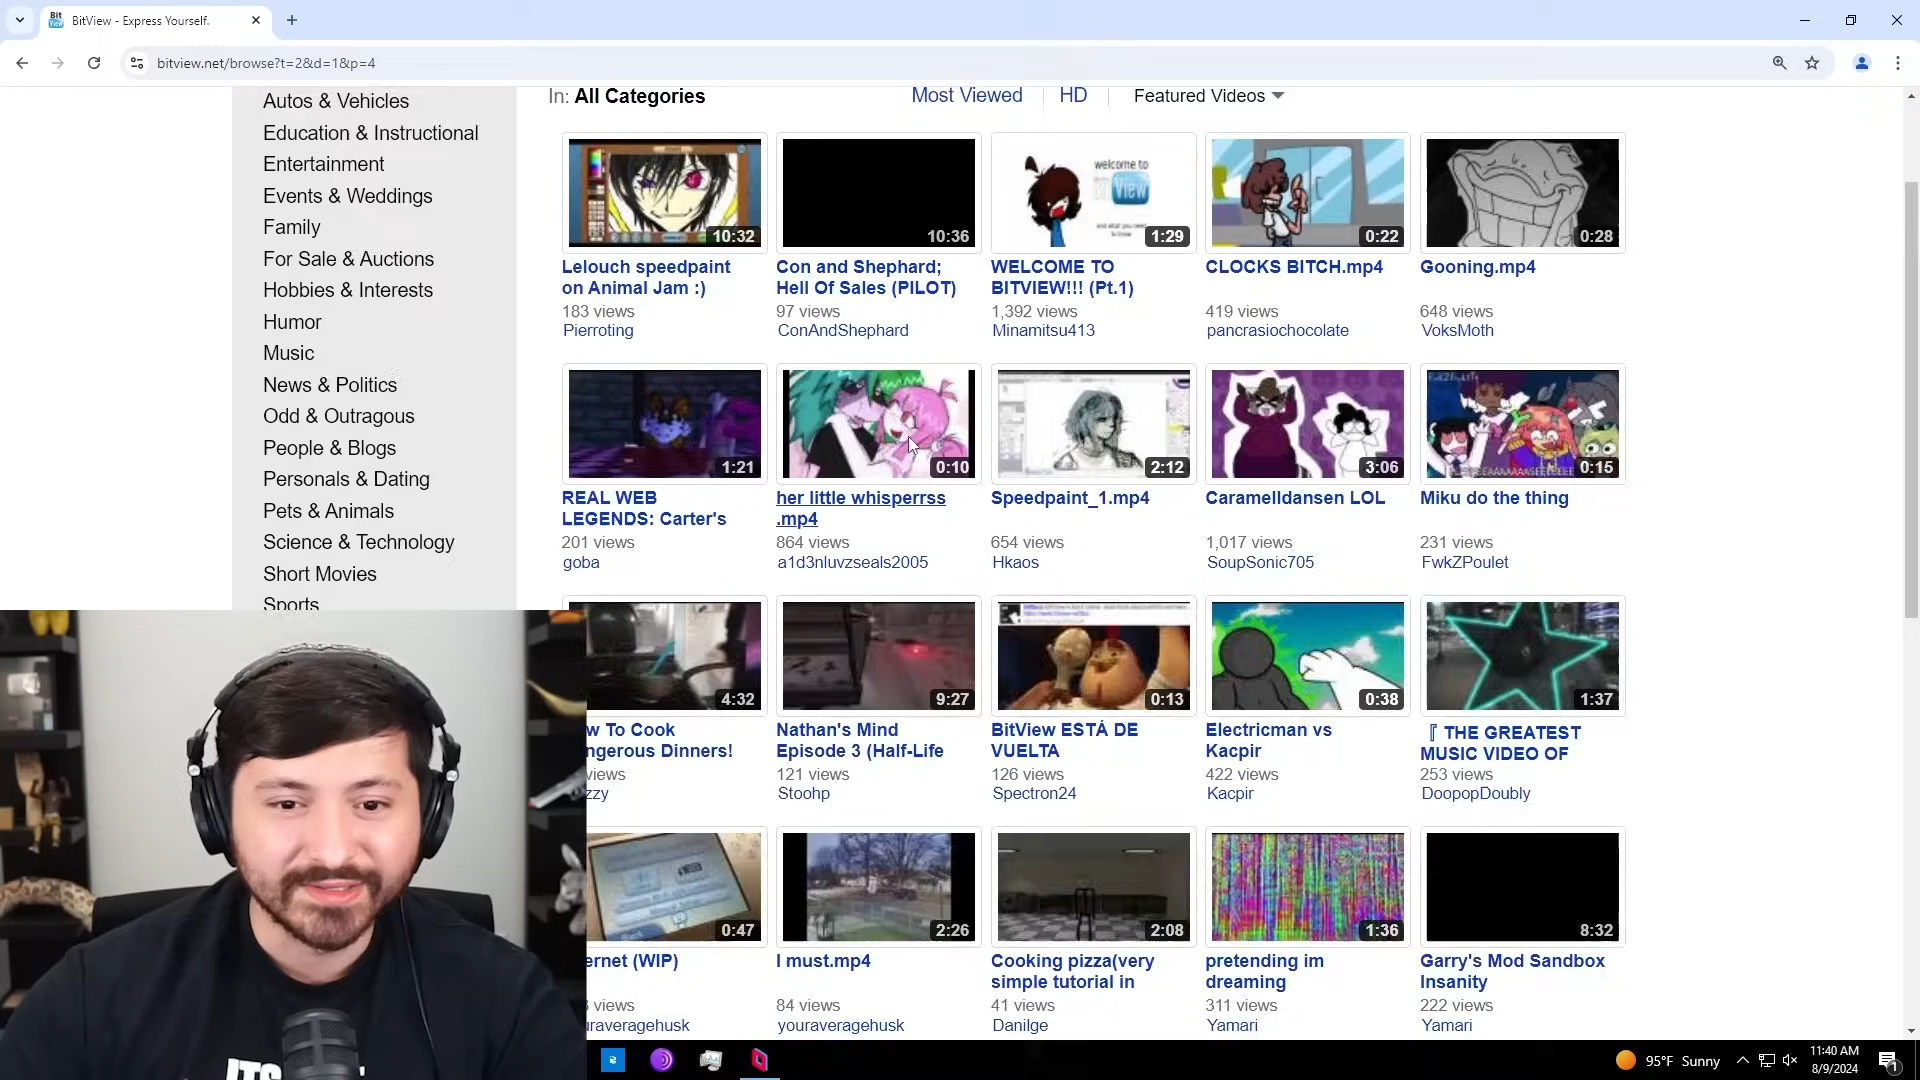 BitView - Express Yourself.
bitview.net/browse?t=2&d=1&p=4
Autos & Vehicles
Education & Instructional
Entertainment
Events & Weddings
Family
For Sale & Auctions
Hobbies & Interests
Humor
Music
News & Politics
Odd & Outragous
People & Blogs
Personals & Dating
Pets & Animals
Science & Technology
Short Movies
Sports
In: All Categories
Most Viewed
HD
Featured Videos
10:32
10:36
welcome to
View
1:29
0:22
0:28
Lelouch speedpaint
on Animal Jam :)
183 views
Pierroting
Con and Shephard;
Hell Of Sales (PILOT)
97 views
ConAndShephard
WELCOME TO
BITVIEW!!! (Pt.1)
1,392 views
Minamitsu413
CLOCKS BITCH.mp4
419 views
pancrasiochocolate
Gooning.mp4
648 views
VoksMoth
1:21
0:10
2:12
3:06
0:15
REAL WEB
LEGENDS: Carter's
201 views
goba
her little whisperrss
.mp4
864 views
a1d3nluvzseals2005
Speedpaint_1.mp4
654 views
Hkaos
Caramelldansen LOL
1,017 views
SoupSonic705
Miku do the thing
231 views
FwkZPoulet
4:32
9:27
0:13
0:38
1:37
w To Cook
ngerous Dinners!
views
zzy
Nathan's Mind
Episode 3 (Half-Life
121 views
Stoohp
BitView ESTÁ DE
VUELTA
126 views
Spectron24
Electricman vs
Kacpir
422 views
Kacpir
『 THE GREATEST
MUSIC VIDEO OF
253 views
DoopopDoubly
0:47
2:26
2:08
1:36
8:32
ernet (WIP)
views
uraveragehusk
I must.mp4
84 views
youraveragehusk
Cooking pizza(very
simple tutorial in
41 views
Danilge
pretending im
dreaming
311 views
Yamari
Garry's Mod Sandbox
Insanity
222 views
Yamari
ITS
95°F Sunny
11:40 AM
8/9/2024
1